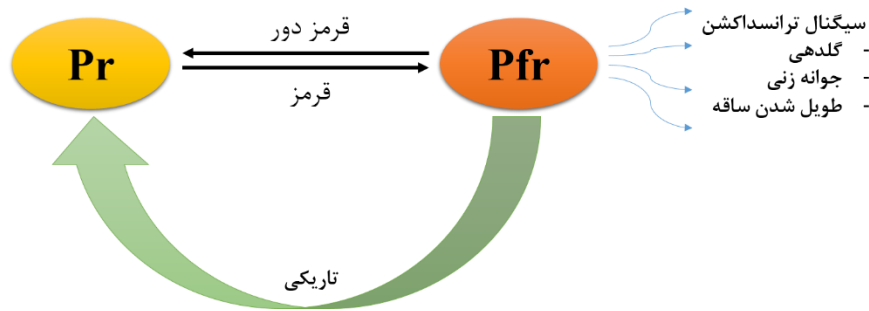 قرمز دور
Pr
Pfr
قرمز
سیگنال ترانسداکشن
- گلدهی
- جوانه زنی
- طویل شدن ساقه
تاریکی